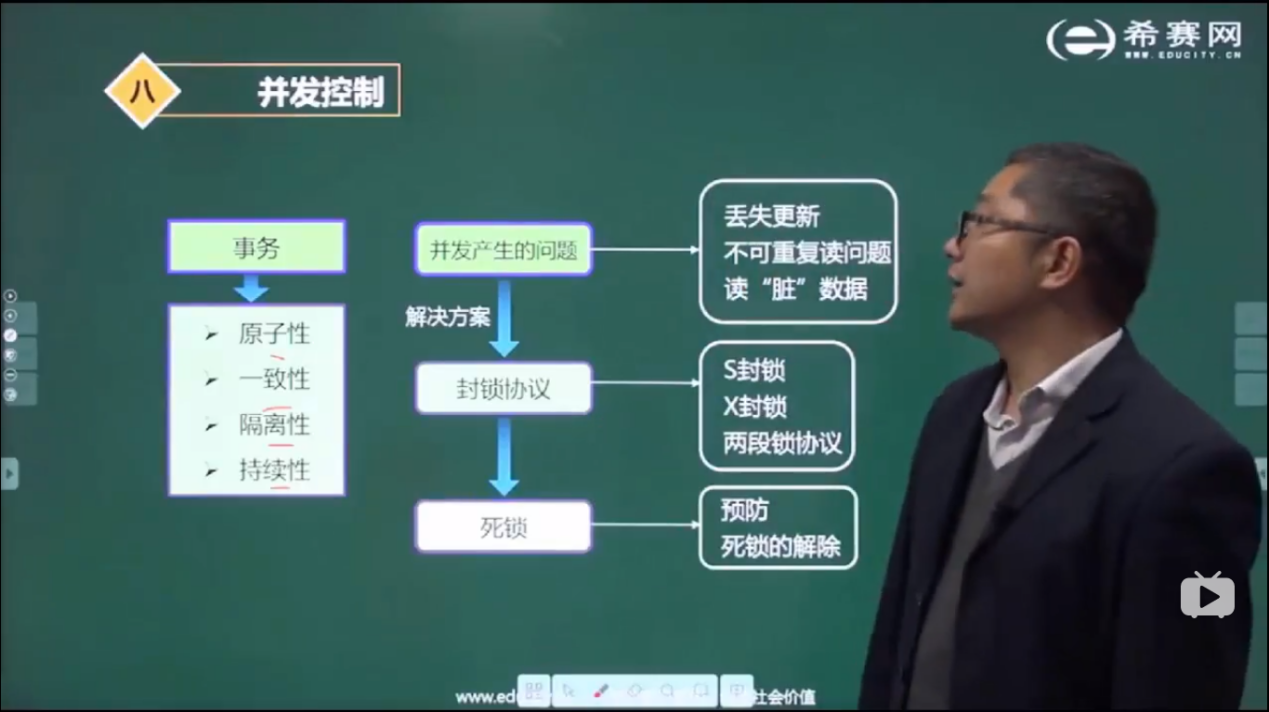 希赛网
WWW.EDUCITY.CN
八
并发控制
事务
原子性
一致性
隔离性
持续性
并发产生的问题
解决方案
封锁协议
死锁
丢失更新
不可重复读问题
读“脏”数据
S封锁
X封锁
两段锁协议
预防
死锁的解除
www.edu
社会价值